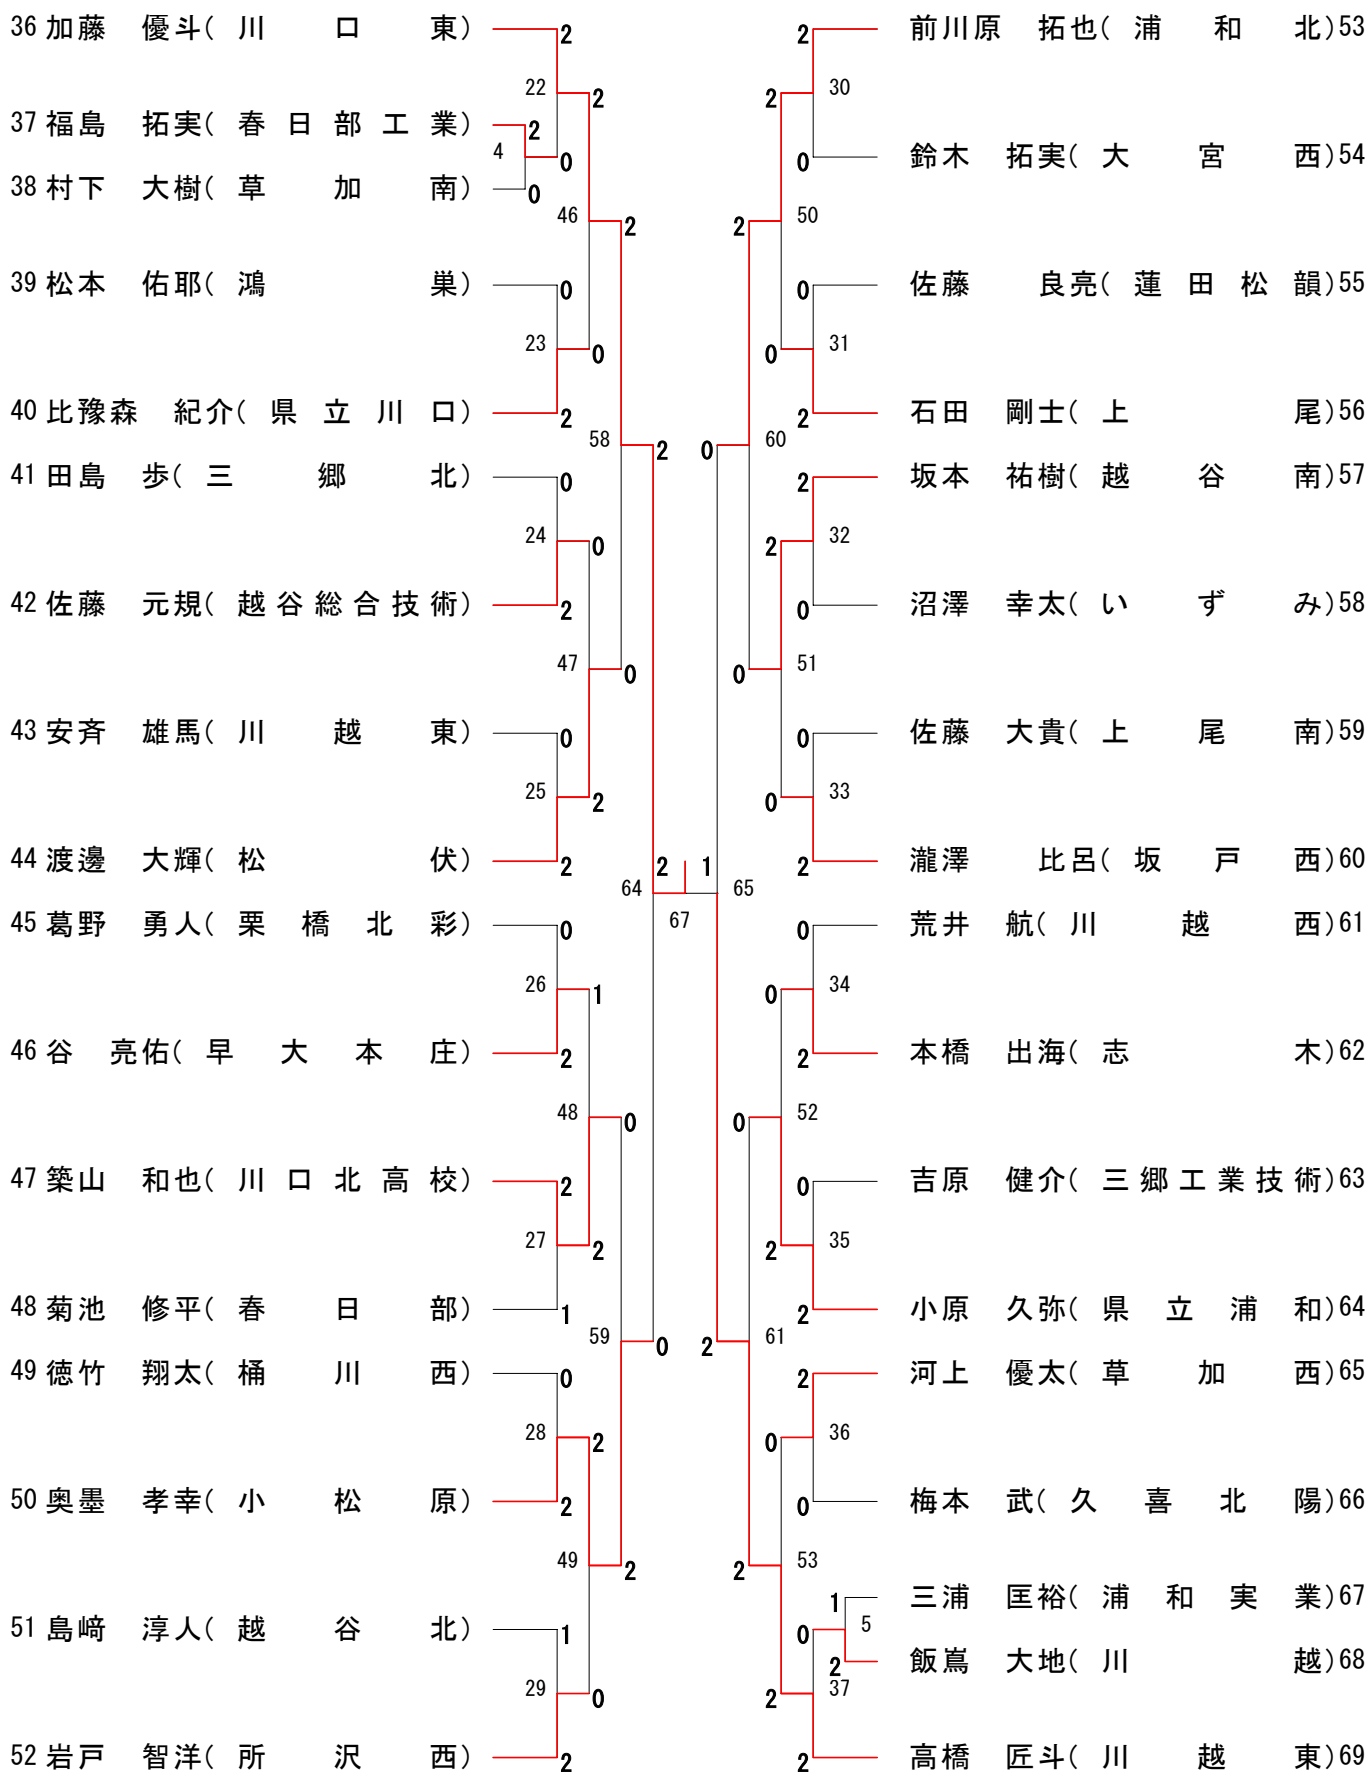 36 加藤 優斗( 川 口 東) 2
22 2
37 福島 拓実( 春 日 部 工 業) 2
4 0
38 村下 大樹( 草 加 南) 0
46 2
39 松本 佑耶( 鴻 巣) 0
23 0
40 比豫森 紀介( 県 立 川 口) 2
58 2
41 田島 歩( 三 郷 北) 0
24 0
42 佐藤 元規( 越 谷 総 合 技 術) 2
47 0
43 安斉 雄馬( 川 越 東) 0
25 2
44 渡邊 大輝( 松 伏) 2
64 2
67
45 葛野 勇人( 栗 橋 北 彩) 0
26 1
46 谷 亮佑( 早 大 本 庄) 2
48 0
47 築山 和也( 川 口 北 高 校) 2
27 2
48 菊池 修平( 春 日 部) 1
59 0
49 徳竹 翔太( 桶 川 西) 0
28 2
50 奥墨 孝幸( 小 松 原) 2
49 2
51 島﨑 淳人( 越 谷 北) 1
29 0
52 岩戸 智洋( 所 沢 西) 2
2 前川原 拓也( 浦 和 北)53
2 30
0 鈴木 拓実( 大 宮 西)54
2 50
0 佐藤 良亮( 蓮 田 松 韻)55
0 31
2 石田 剛士( 上 尾)56
0 60
2 坂本 祐樹( 越 谷 南)57
2 32
0 沼澤 幸太( い ず み)58
0 51
0 佐藤 大貴( 上 尾 南)59
0 33
2 瀧澤 比呂( 坂 戸 西)60
1 65
0 荒井 航( 川 越 西)61
0 34
2 本橋 出海( 志 木)62
0 52
0 吉原 健介( 三 郷 工 業 技 術)63
2 35
2 小原 久弥( 県 立 浦 和)64
2 61
2 河上 優太( 草 加 西)65
0 36
0 梅本 武( 久 喜 北 陽)66
2 53
1 三浦 匡裕( 浦 和 実 業)67
0 5
2 飯嶌 大地( 川 越)68
2 37
2 高橋 匠斗( 川 越 東)69